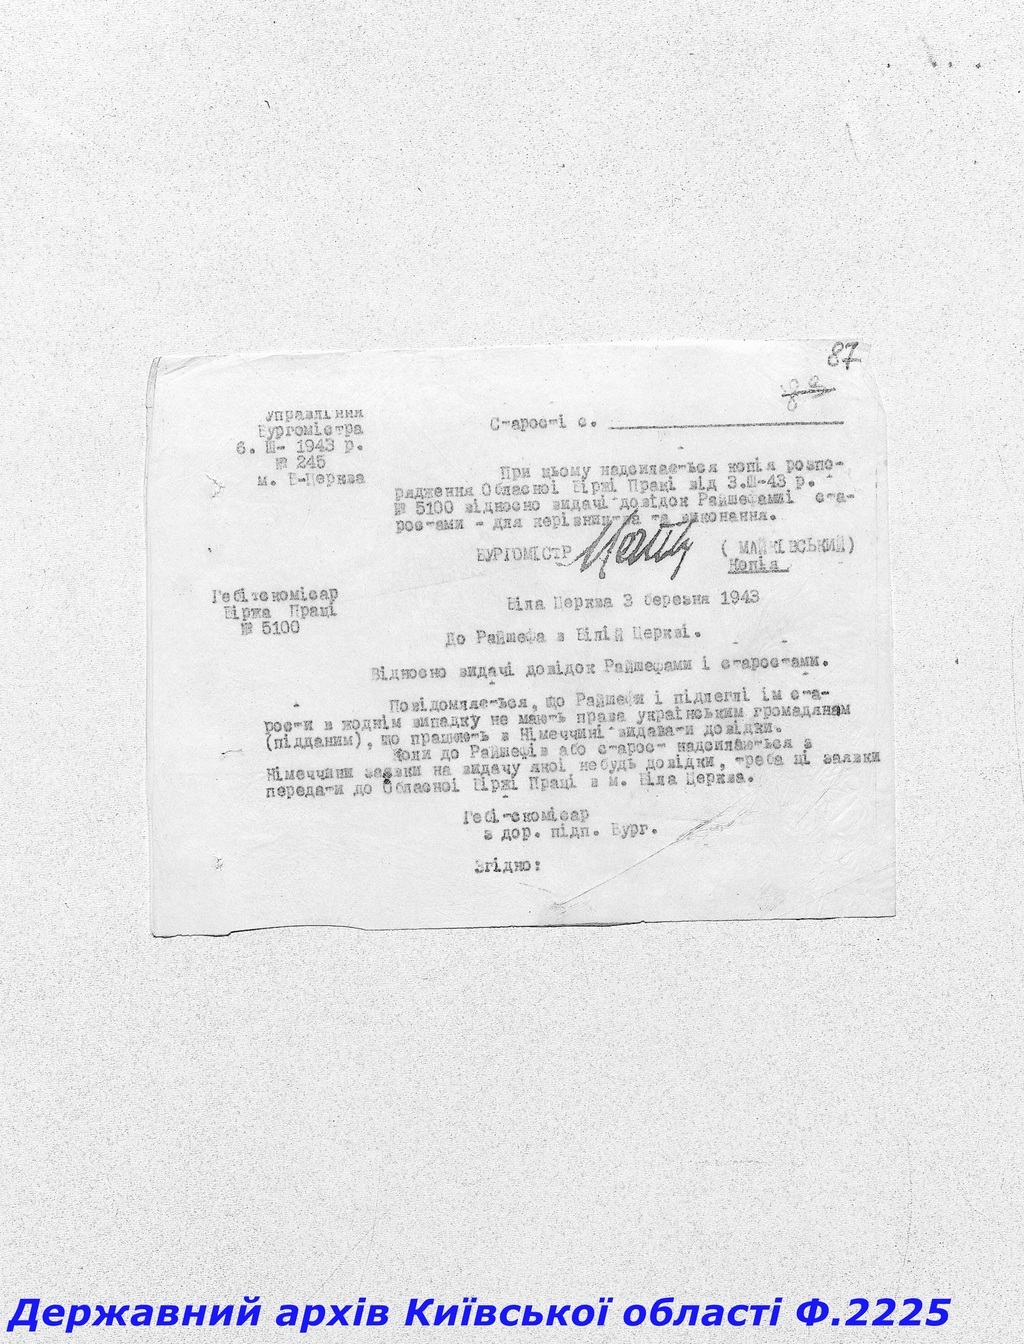 87
Управління
Бургомістра
6. Ш- 1943 р.
№ 245
м. Б-Церква
Старості с.
При цьому надсилається копія розпо-
рядження Обласної Біржі Праці від 3.Ш-43 р.
№ 5100 відносно видачі довідок Райшефамиі ста-
ростами - для керівництва та виконання.
БУРГОМІСТР
( МАЙКІВСЬКИЙ)
Копія.
Гебітскомісар
Біржа Праці
№ 5100
Біла Церква 3 березня 1943
До Райшефа в Білій Церкві.
Відносно видачі довідок Райшефами і старостами.
Повідомляється, що Райшефи і підлеглі їм ста-
рости в жоднім випадку не мають права українським громадянам
(підданим), що працюють в Німеччині видавати довідки.
Коли до Райшефів або старост надсилаються з
Німеччини заявки на видачу якої небудь довідки, треба ці заявки
передати до Обласної Біржі Праці в м. Біла Церква.
Гебітскомісар
з дор. підп. Бург.
Згідно:
Державний архів Київської області Ф.2225